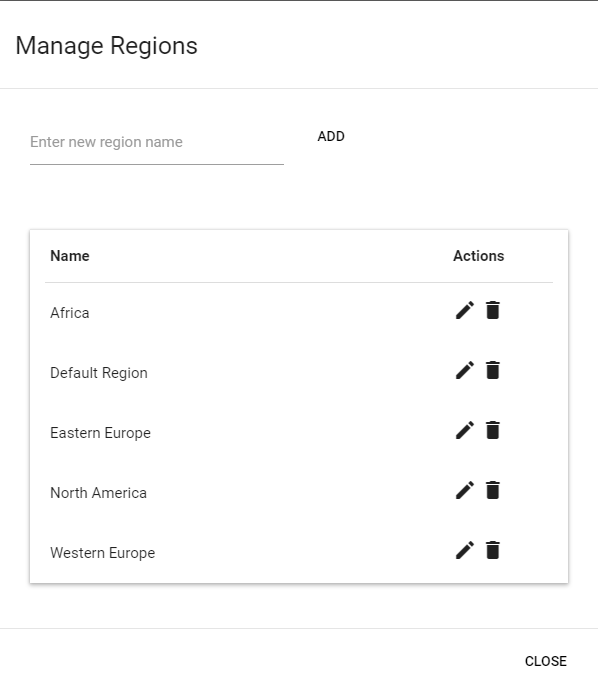 Manage Regions
Enter new region name
ADD
Name Actions
Africa
Default Region
Eastern Europe
North America
Western Europe
CLOSE